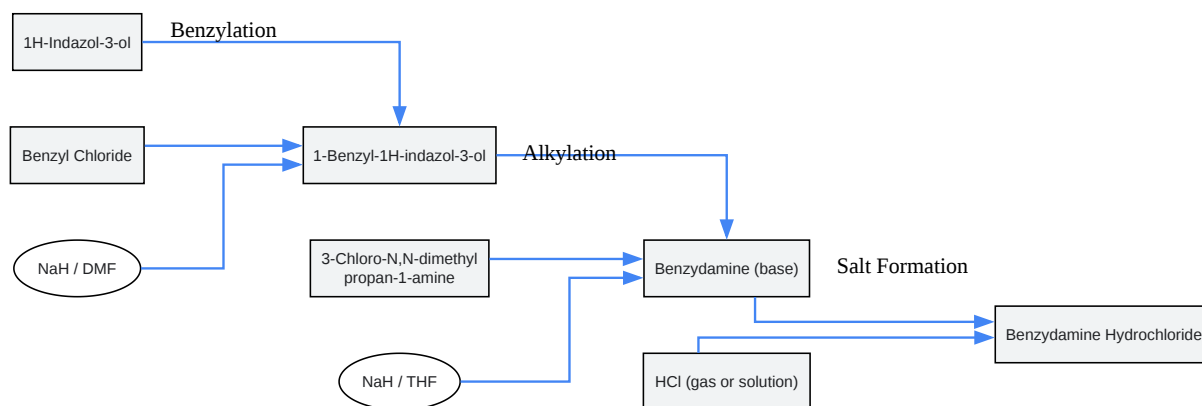 Benzylation
1H-Indazol-3-ol
Benzyl Chloride
1-Benzyl-1H-indazol-3-ol
Alkylation
NaH / DMF
3-Chloro-N,N-dimethyl
propan-1-amine
Benzydamine (base)
Salt Formation
Benzydamine Hydrochloride
NaH / THF
HCl (gas or solution)